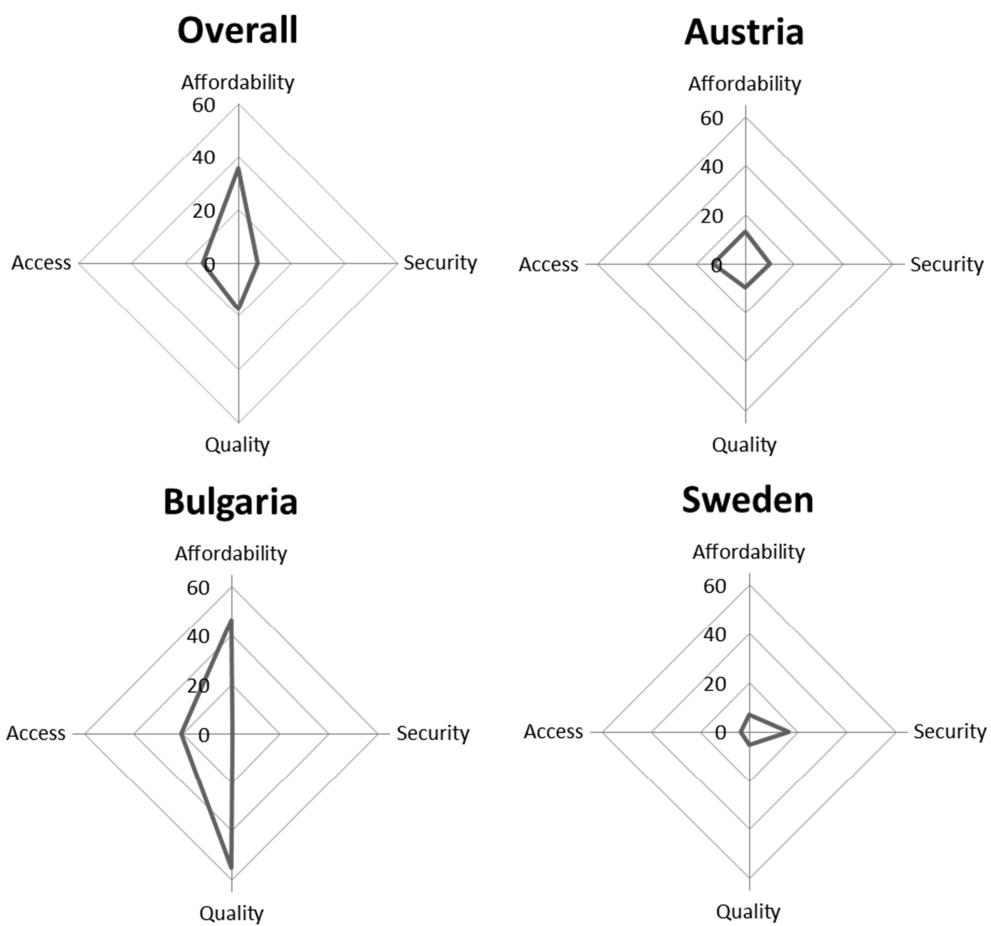 Overall
Affordability
60
40
20
0
Access
Security
Quality
Austria
Affordability
60
40
20
0
Access
Security
Quality
Bulgaria
Affordability
60
40
20
0
Access
Security
Quality
Sweden
Affordability
60
40
20
0
Access
Security
Quality